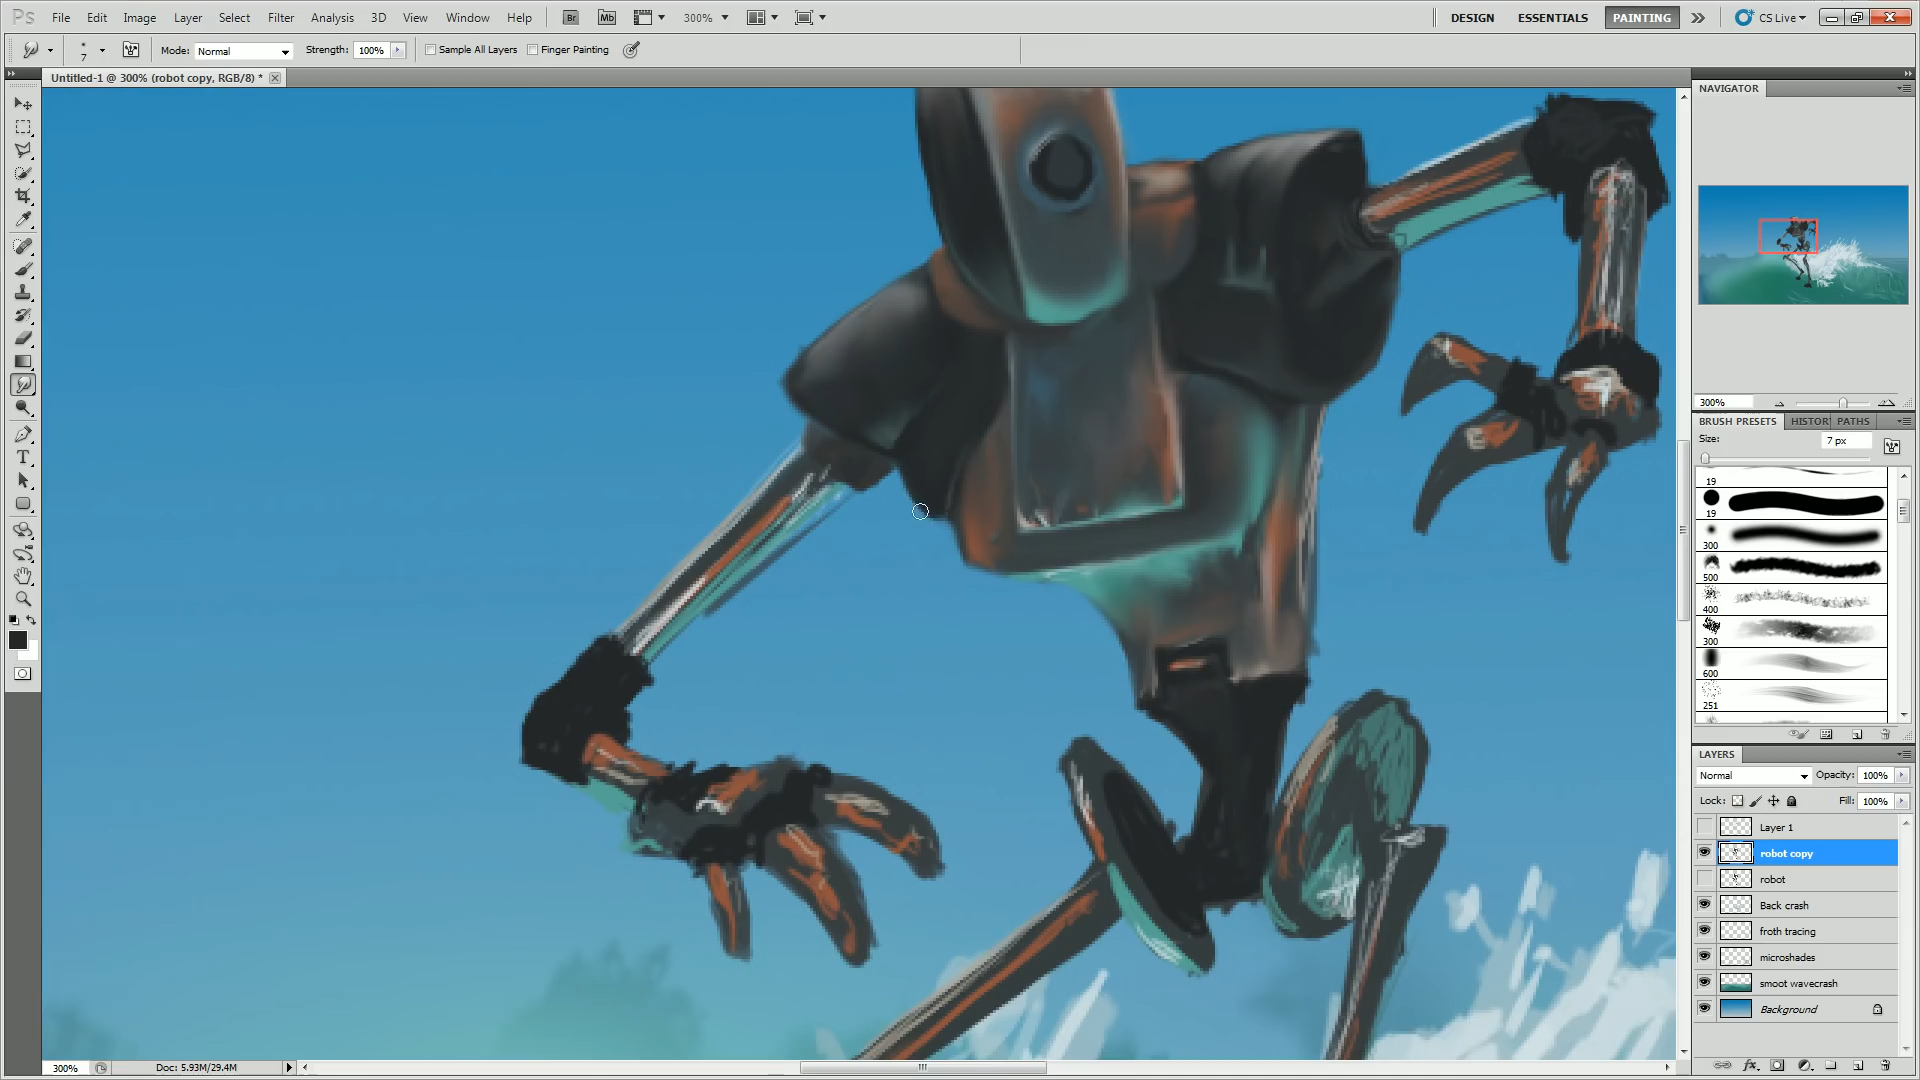 Ps File Edit Image Layer Select Filter Analysis 3D View Window Help Br Mb 300% DESIGN ESSENTIALS PAINTING CS Live
7 Mode: Normal Strength: 100% Sample All Layers Finger Painting
Untitled-1 @ 300% (robot copy, RGB/8) *
NAVIGATOR
300%
BRUSH PRESETS HISTOR PATHS
Size: 7 px
19
19
300
500
400
300
600
251
LAYERS
Normal Opacity: 100%
Lock: Fill: 100%
Layer 1
robot copy
robot
Back crash
froth tracing
microshades
smoot wavecrash
Background
300% Doc: 5.93M/29.4M